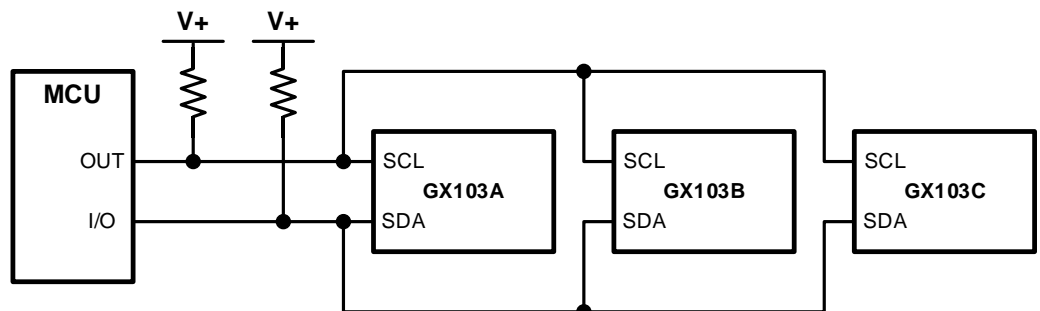 V+ V+
MCU
OUT SCL SCL SCL
GX103A GX103B GX103C
I/O SDA SDA SDA